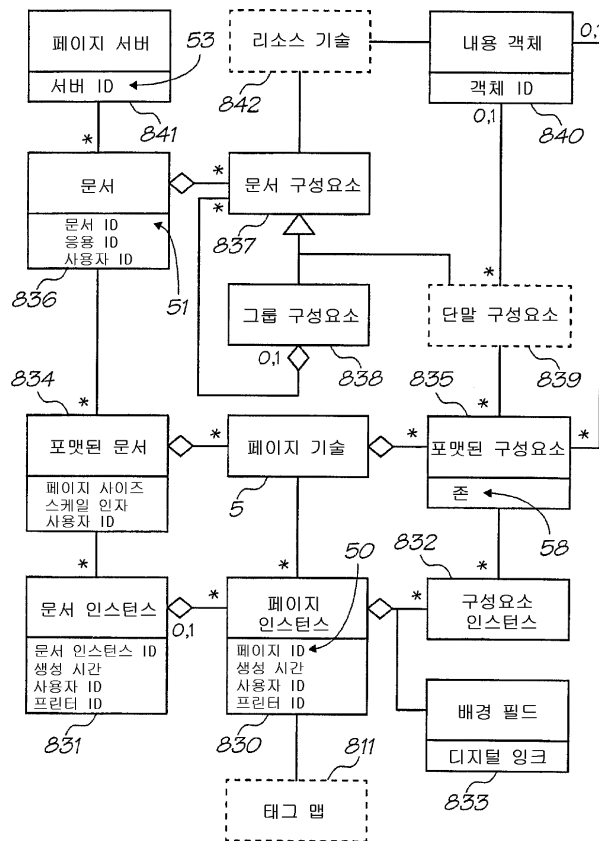 페이지 서버
서버 ID
53
841
*
리소스 기술
842
내용 객체
객체 ID
0,1
0,1
840
문서
문서 ID
응용 ID
사용자 ID
836
51
*
*
문서 구성요소
837
그룹 구성요소
0,1
838
*
단말 구성요소
839
834
*
포맷된 문서
페이지 사이즈
스케일 인자
사용자 ID
*
페이지 기술
5
835
*
*
포맷된 구성요소
*
존
58
*
문서 인스턴스
문서 인스턴스 ID
생성 시간
사용자 ID
프린터 ID
831
0,1
*
*
50
페이지
인스턴스
페이지 ID
생성 시간
사용자 ID
프린터 ID
830
832
*
*
구성요소
인스턴스
배경 필드
디지털 잉크
833
811
태그 맵